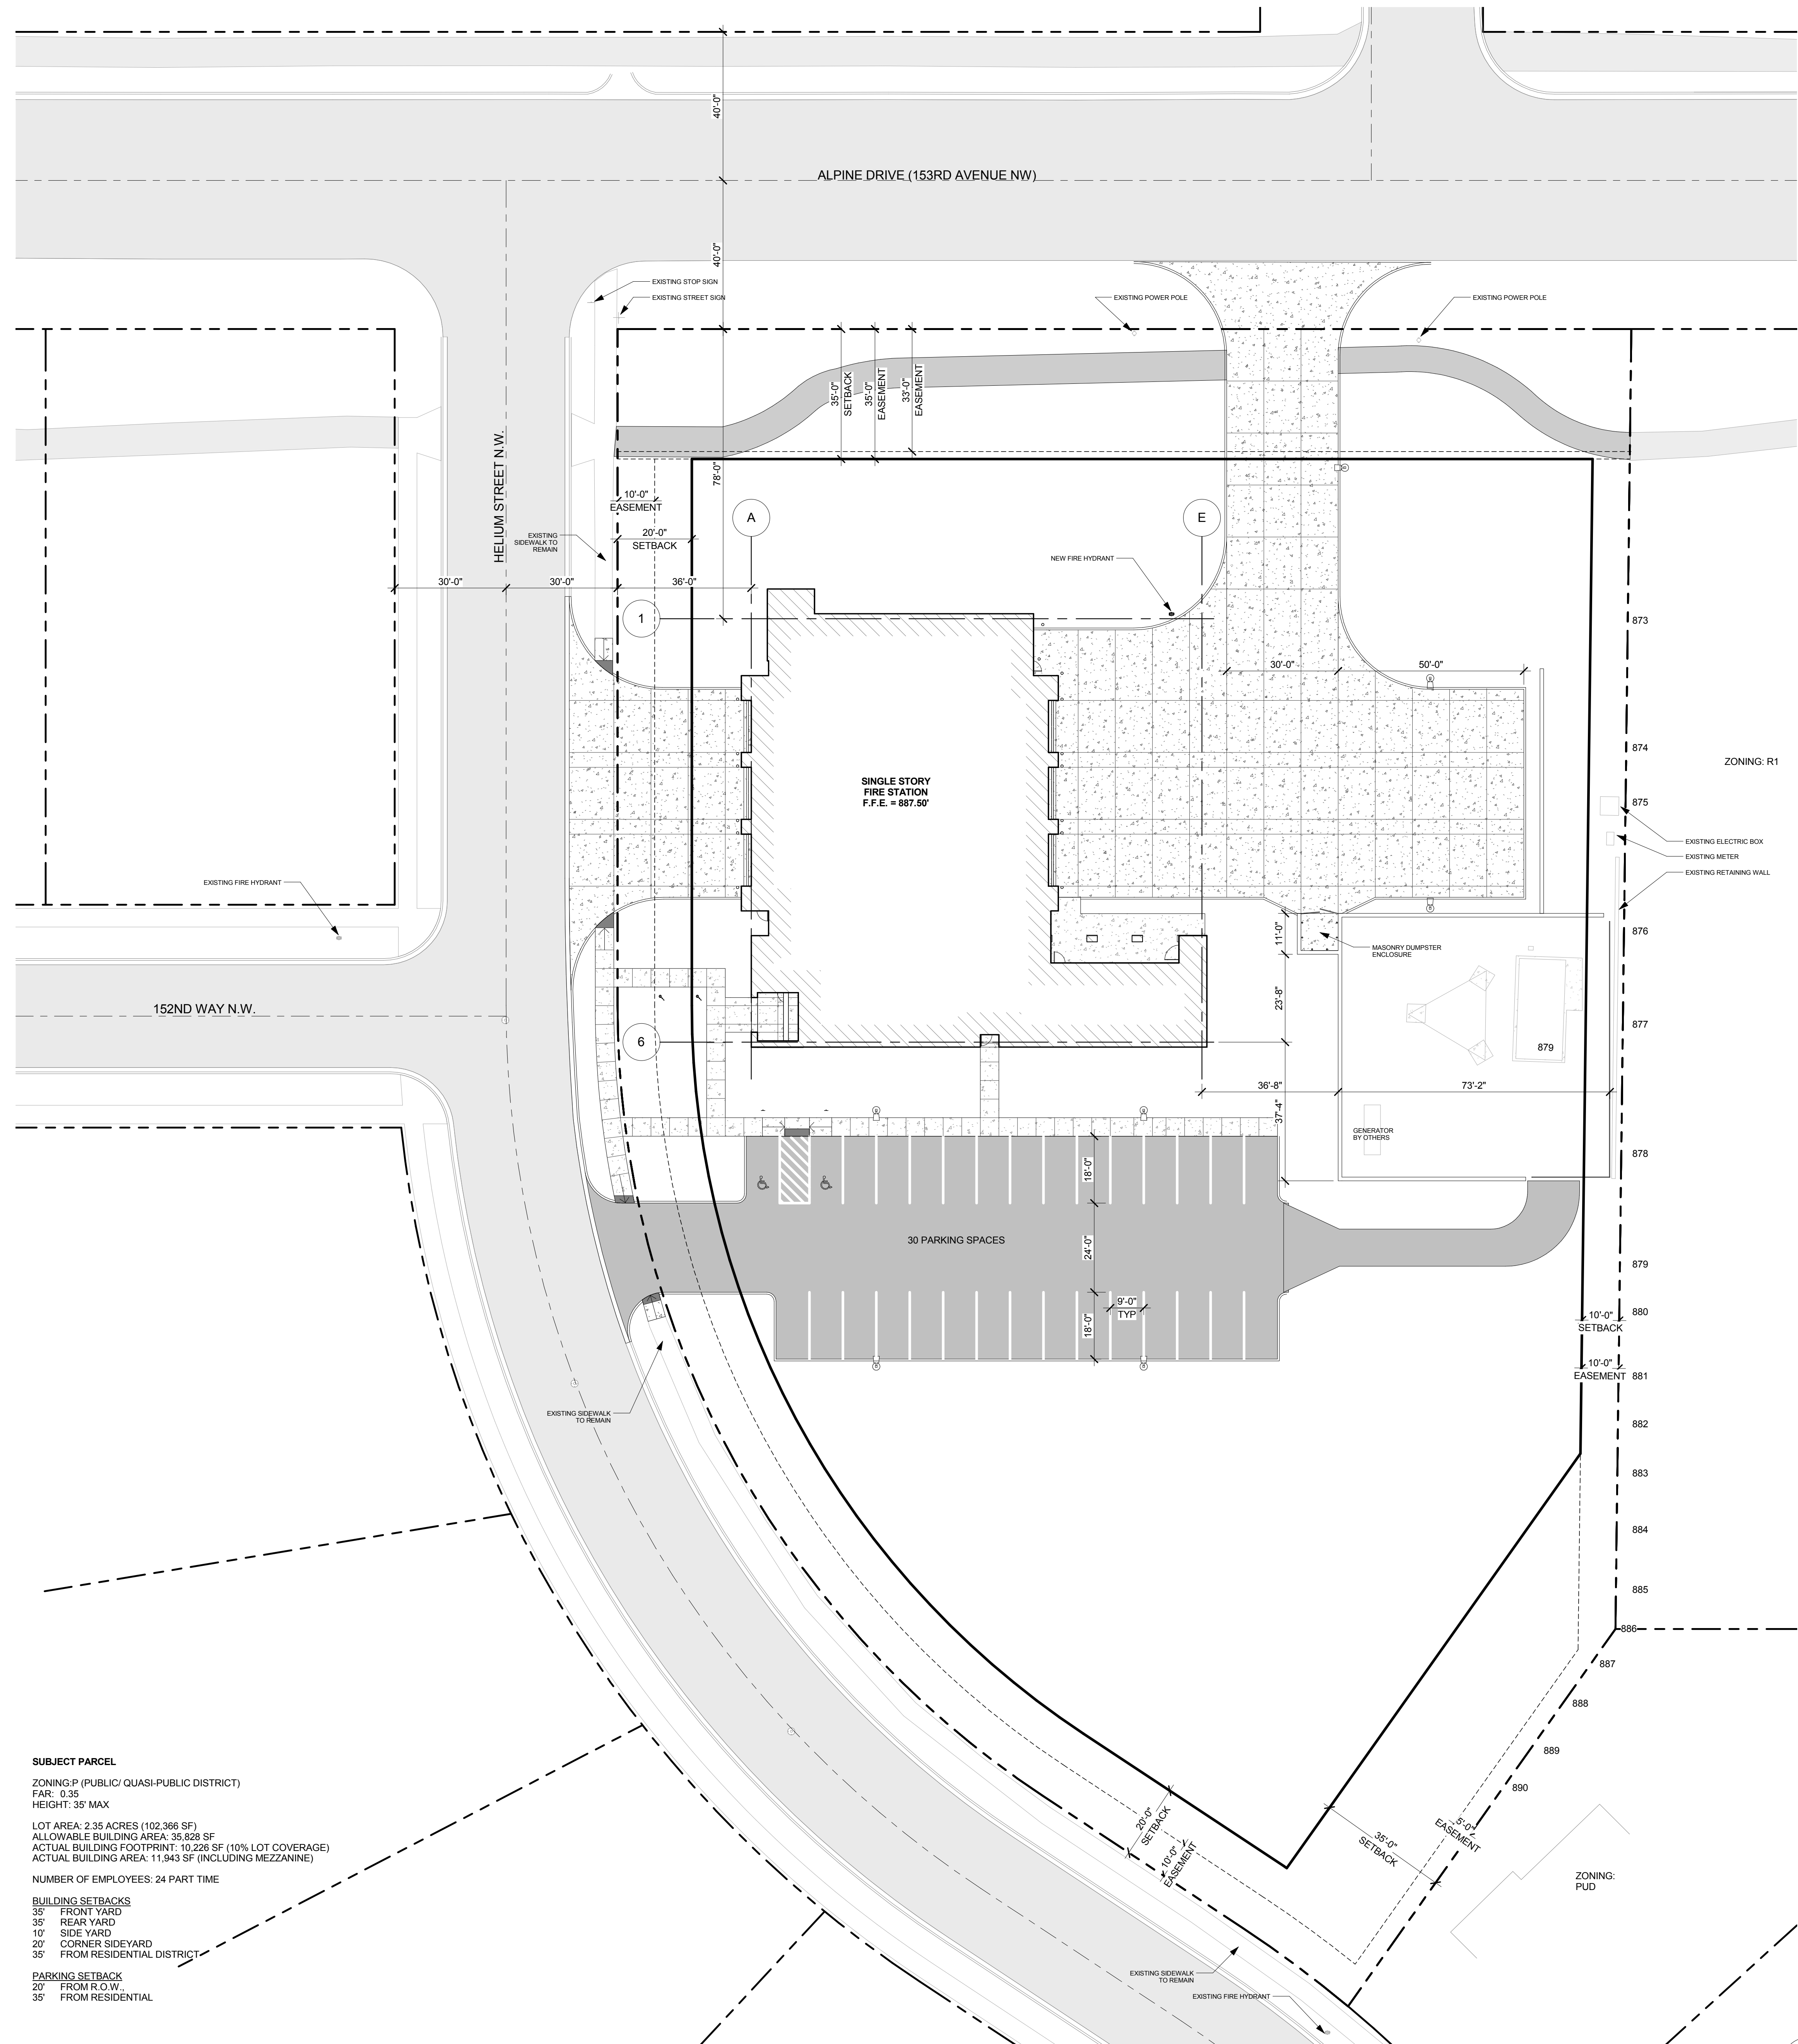 40'-0"
ALPINE DRIVE (153RD AVENUE NW)
40'-0"
EXISTING STOP SIGN
EXISTING STREET SIGN
EXISTING POWER POLE
EXISTING POWER POLE
35'-0"
SETBACK
35'-0"
EASEMENT
33'-0"
EASEMENT
HELIUM STREET N.W.
78'-0"
10'-0"
EASEMENT
20'-0"
SETBACK
EXISTING
SIDEWALK TO
REMAIN
A
E
NEW FIRE HYDRANT
30'-0"
30'-0"
36'-0"
1
873
30'-0"
50'-0"
874
ZONING: R1
SINGLE STORY
FIRE STATION
F.F.E. = 887.50'
875
EXISTING ELECTRIC BOX
EXISTING METER
EXISTING RETAINING WALL
EXISTING FIRE HYDRANT
876
11'-0"
MASONRY DUMPSTER
ENCLOSURE
152ND WAY N.W.
23'-8"
877
6
879
36'-8"
73'-2"
37'-4"
GENERATOR
BY OTHERS
878
18'-0"
30 PARKING SPACES
24'-0"
879
9'-0"
TYP
18'-0"
880
10'-0"
SETBACK
10'-0"
EASEMENT
881
EXISTING SIDEWALK
TO REMAIN
882
883
884
885
886
887
888
889
890
20'-0"
SETBACK
10'-0"
EASEMENT
35'-0"
SETBACK
5'-0"
EASEMENT
ZONING:
PUD
EXISTING SIDEWALK
TO REMAIN
EXISTING FIRE HYDRANT
SUBJECT PARCEL
ZONING:P (PUBLIC/ QUASI-PUBLIC DISTRICT)
FAR: 0.35
HEIGHT: 35' MAX
LOT AREA: 2.35 ACRES (102,366 SF)
ALLOWABLE BUILDING AREA: 35,828 SF
ACTUAL BUILDING FOOTPRINT: 10,226 SF (10% LOT COVERAGE)
ACTUAL BUILDING AREA: 11,943 SF (INCLUDING MEZZANINE)
NUMBER OF EMPLOYEES: 24 PART TIME
BUILDING SETBACKS
35' FRONT YARD
35' REAR YARD
10' SIDE YARD
20' CORNER SIDEYARD
35' FROM RESIDENTIAL DISTRICT
PARKING SETBACK
20' FROM R.O.W.,
35' FROM RESIDENTIAL